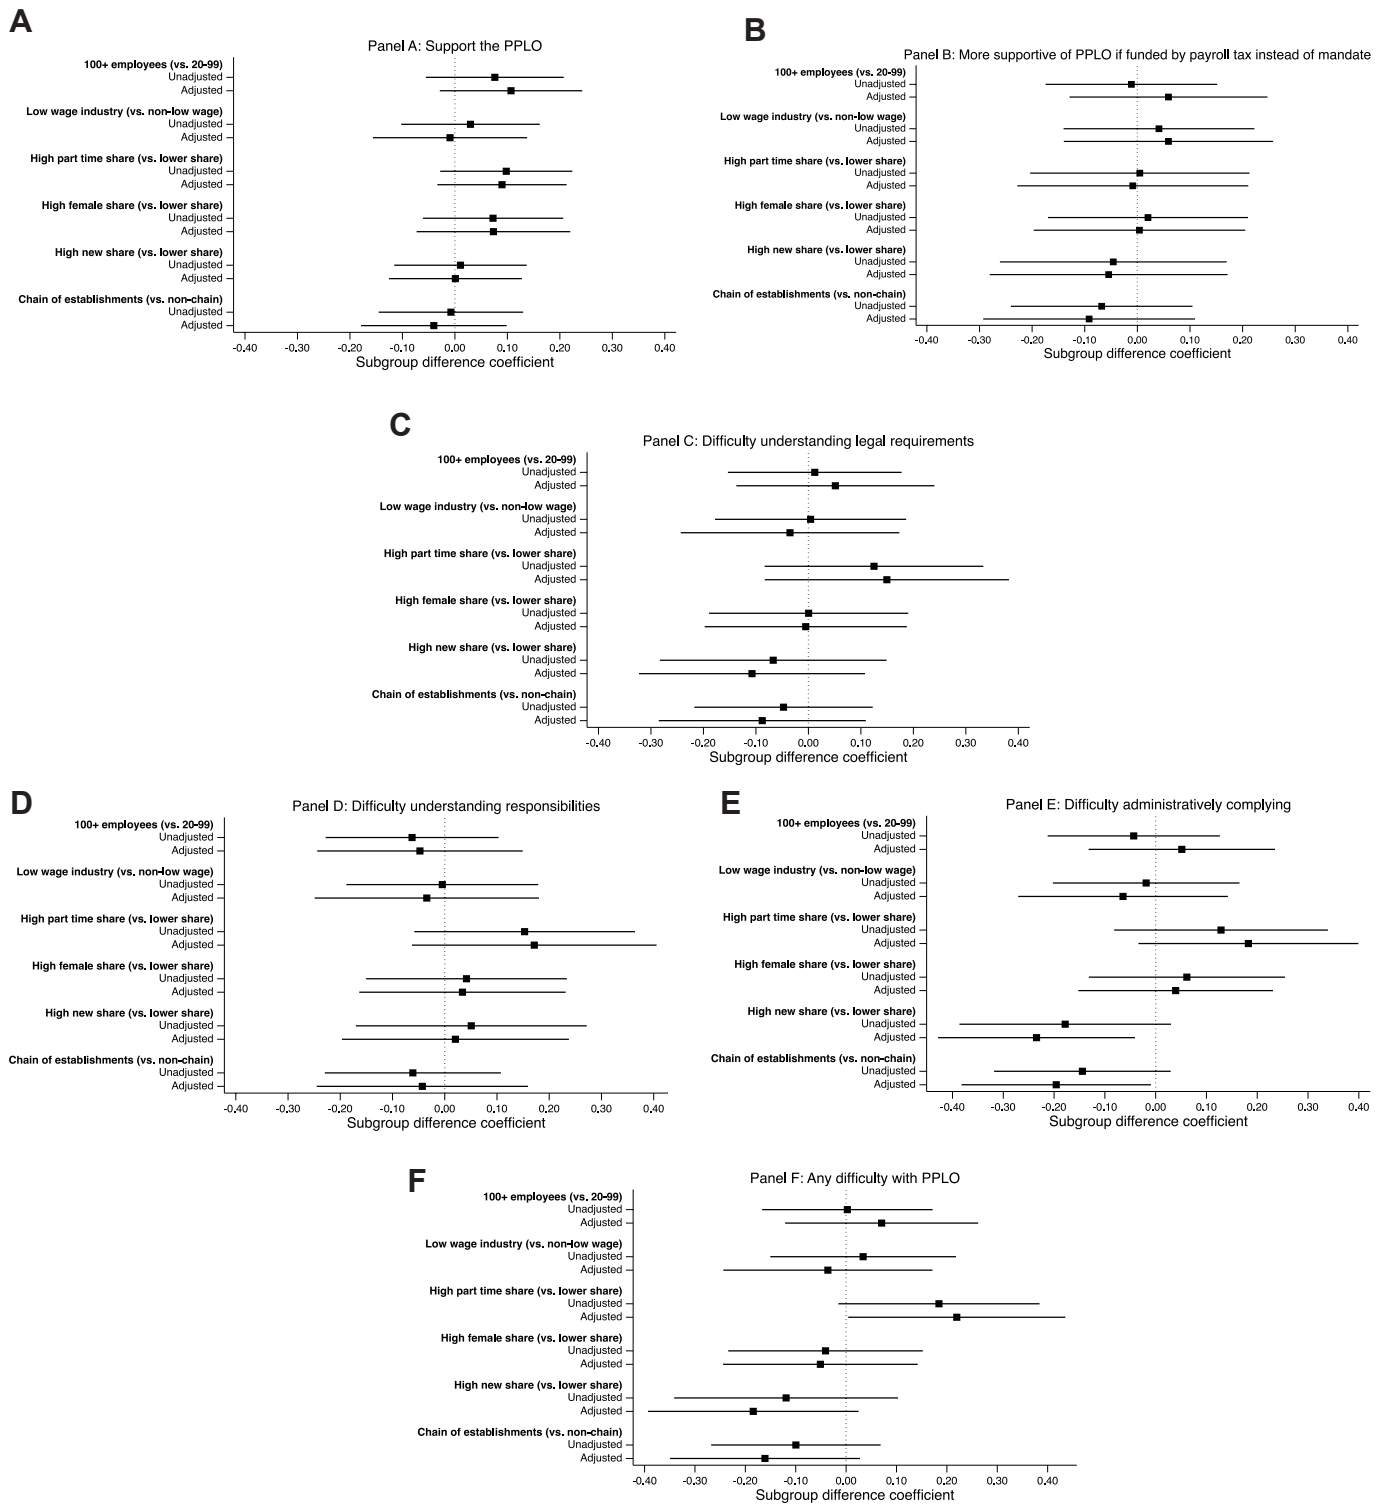 A
Panel A: Support the PPLO
100+ employees (vs. 20-99)
Unadjusted
Adjusted
Low wage industry (vs. non-low wage)
Unadjusted
Adjusted
High part time share (vs. lower share)
Unadjusted
Adjusted
High female share (vs. lower share)
Unadjusted
Adjusted
High new share (vs. lower share)
Unadjusted
Adjusted
Chain of establishments (vs. non-chain)
Unadjusted
Adjusted
-0.40 -0.30 -0.20 -0.10 0.00 0.10 0.20 0.30 0.40
Subgroup difference coefficient
B
Panel B: More supportive of PPLO if funded by payroll tax instead of mandate
100+ employees (vs. 20-99)
Unadjusted
Adjusted
Low wage industry (vs. non-low wage)
Unadjusted
Adjusted
High part time share (vs. lower share)
Unadjusted
Adjusted
High female share (vs. lower share)
Unadjusted
Adjusted
High new share (vs. lower share)
Unadjusted
Adjusted
Chain of establishments (vs. non-chain)
Unadjusted
Adjusted
-0.40 -0.30 -0.20 -0.10 0.00 0.10 0.20 0.30 0.40
Subgroup difference coefficient
C
Panel C: Difficulty understanding legal requirements
100+ employees (vs. 20-99)
Unadjusted
Adjusted
Low wage industry (vs. non-low wage)
Unadjusted
Adjusted
High part time share (vs. lower share)
Unadjusted
Adjusted
High female share (vs. lower share)
Unadjusted
Adjusted
High new share (vs. lower share)
Unadjusted
Adjusted
Chain of establishments (vs. non-chain)
Unadjusted
Adjusted
-0.40 -0.30 -0.20 -0.10 0.00 0.10 0.20 0.30 0.40
Subgroup difference coefficient
D
Panel D: Difficulty understanding responsibilities
100+ employees (vs. 20-99)
Unadjusted
Adjusted
Low wage industry (vs. non-low wage)
Unadjusted
Adjusted
High part time share (vs. lower share)
Unadjusted
Adjusted
High female share (vs. lower share)
Unadjusted
Adjusted
High new share (vs. lower share)
Unadjusted
Adjusted
Chain of establishments (vs. non-chain)
Unadjusted
Adjusted
-0.40 -0.30 -0.20 -0.10 0.00 0.10 0.20 0.30 0.40
Subgroup difference coefficient
E
Panel E: Difficulty administratively complying
100+ employees (vs. 20-99)
Unadjusted
Adjusted
Low wage industry (vs. non-low wage)
Unadjusted
Adjusted
High part time share (vs. lower share)
Unadjusted
Adjusted
High female share (vs. lower share)
Unadjusted
Adjusted
High new share (vs. lower share)
Unadjusted
Adjusted
Chain of establishments (vs. non-chain)
Unadjusted
Adjusted
-0.40 -0.30 -0.20 -0.10 0.00 0.10 0.20 0.30 0.40
Subgroup difference coefficient
F
Panel F: Any difficulty with PPLO
100+ employees (vs. 20-99)
Unadjusted
Adjusted
Low wage industry (vs. non-low wage)
Unadjusted
Adjusted
High part time share (vs. lower share)
Unadjusted
Adjusted
High female share (vs. lower share)
Unadjusted
Adjusted
High new share (vs. lower share)
Unadjusted
Adjusted
Chain of establishments (vs. non-chain)
Unadjusted
Adjusted
-0.40 -0.30 -0.20 -0.10 0.00 0.10 0.20 0.30 0.40
Subgroup difference coefficient